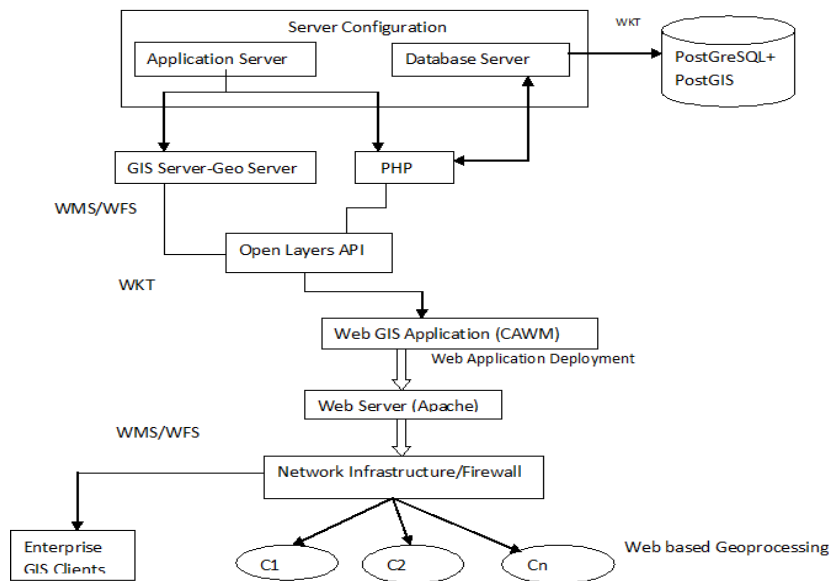 Server Configuration
WKT
Application Server
Database Server
PostGreSQL+
PostGIS
GIS Server-Geo Server
PHP
WMS/WFS
Open Layers API
WKT
Web GIS Application (CAWM)
Web Application Deployment
Web Server (Apache)
WMS/WFS
Network Infrastructure/Firewall
Enterprise
GIS Clients
C1
C2
Cn
Web based Geoprocessing